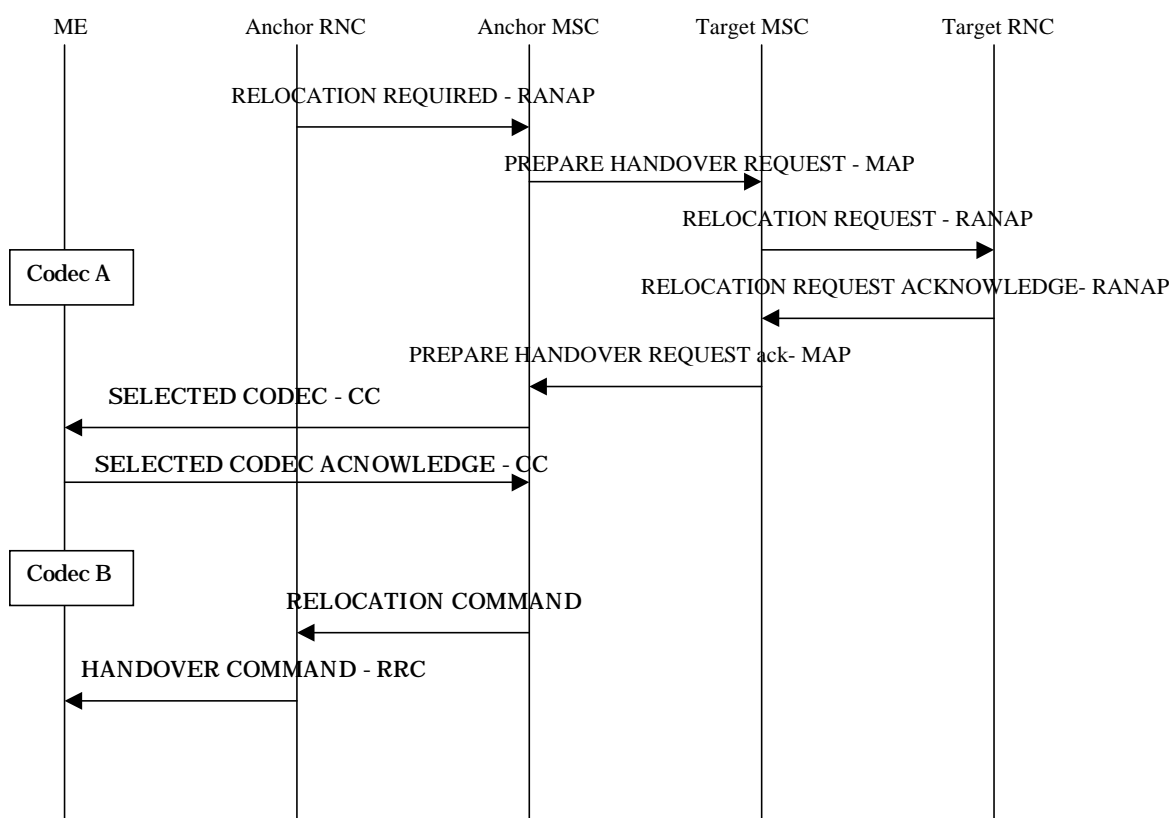 ME
Anchor RNC
Anchor MSC
Target MSC
Target RNC
RELOCATION REQUIRED - RANAP
PREPARE HANDOVER REQUEST - MAP
RELOCATION REQUEST - RANAP
Codec A
RELOCATION REQUEST ACKNOWLEDGE- RANAP
PREPARE HANDOVER REQUEST ack- MAP
SELECTED CODEC - CC
SELECTED CODEC ACNOWLEDGE - CC
Codec B
RELOCATION COMMAND
HANDOVER COMMAND - RRC